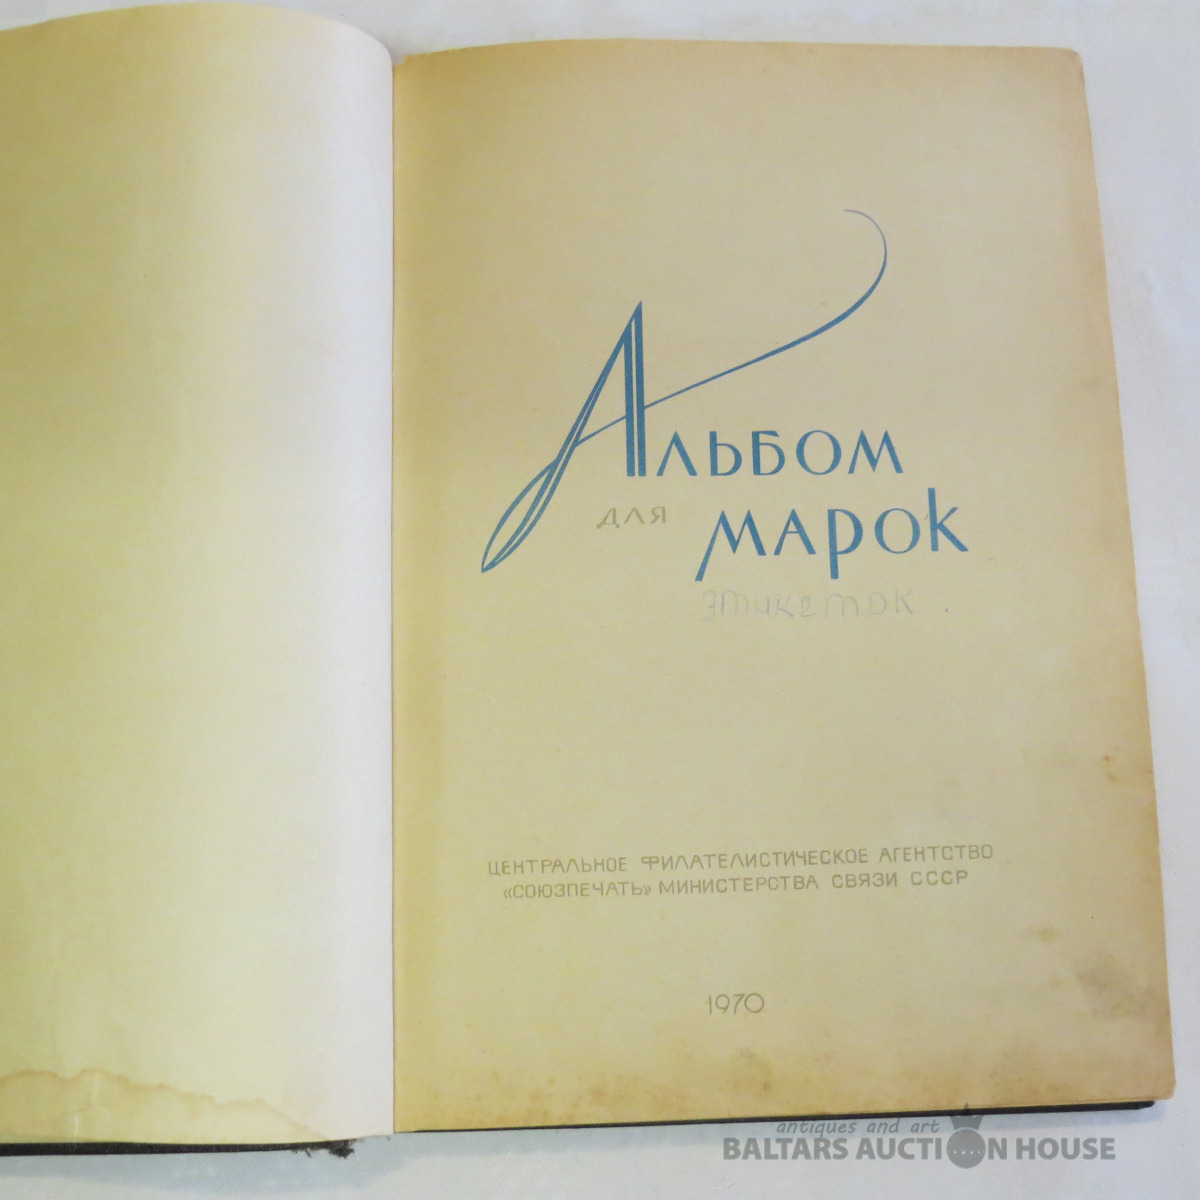 Альбом
для марок
этикеток.
ЦЕНТРАЛЬНОЕ ФИЛАТЕЛИСТИЧЕСКОЕ АГЕНТСТВО
«СОЮЗПЕЧАТЬ» МИНИСТЕРСТВА СВЯЗИ СССР
1970
antiques and art
BALTARS AUCTION HOUSE